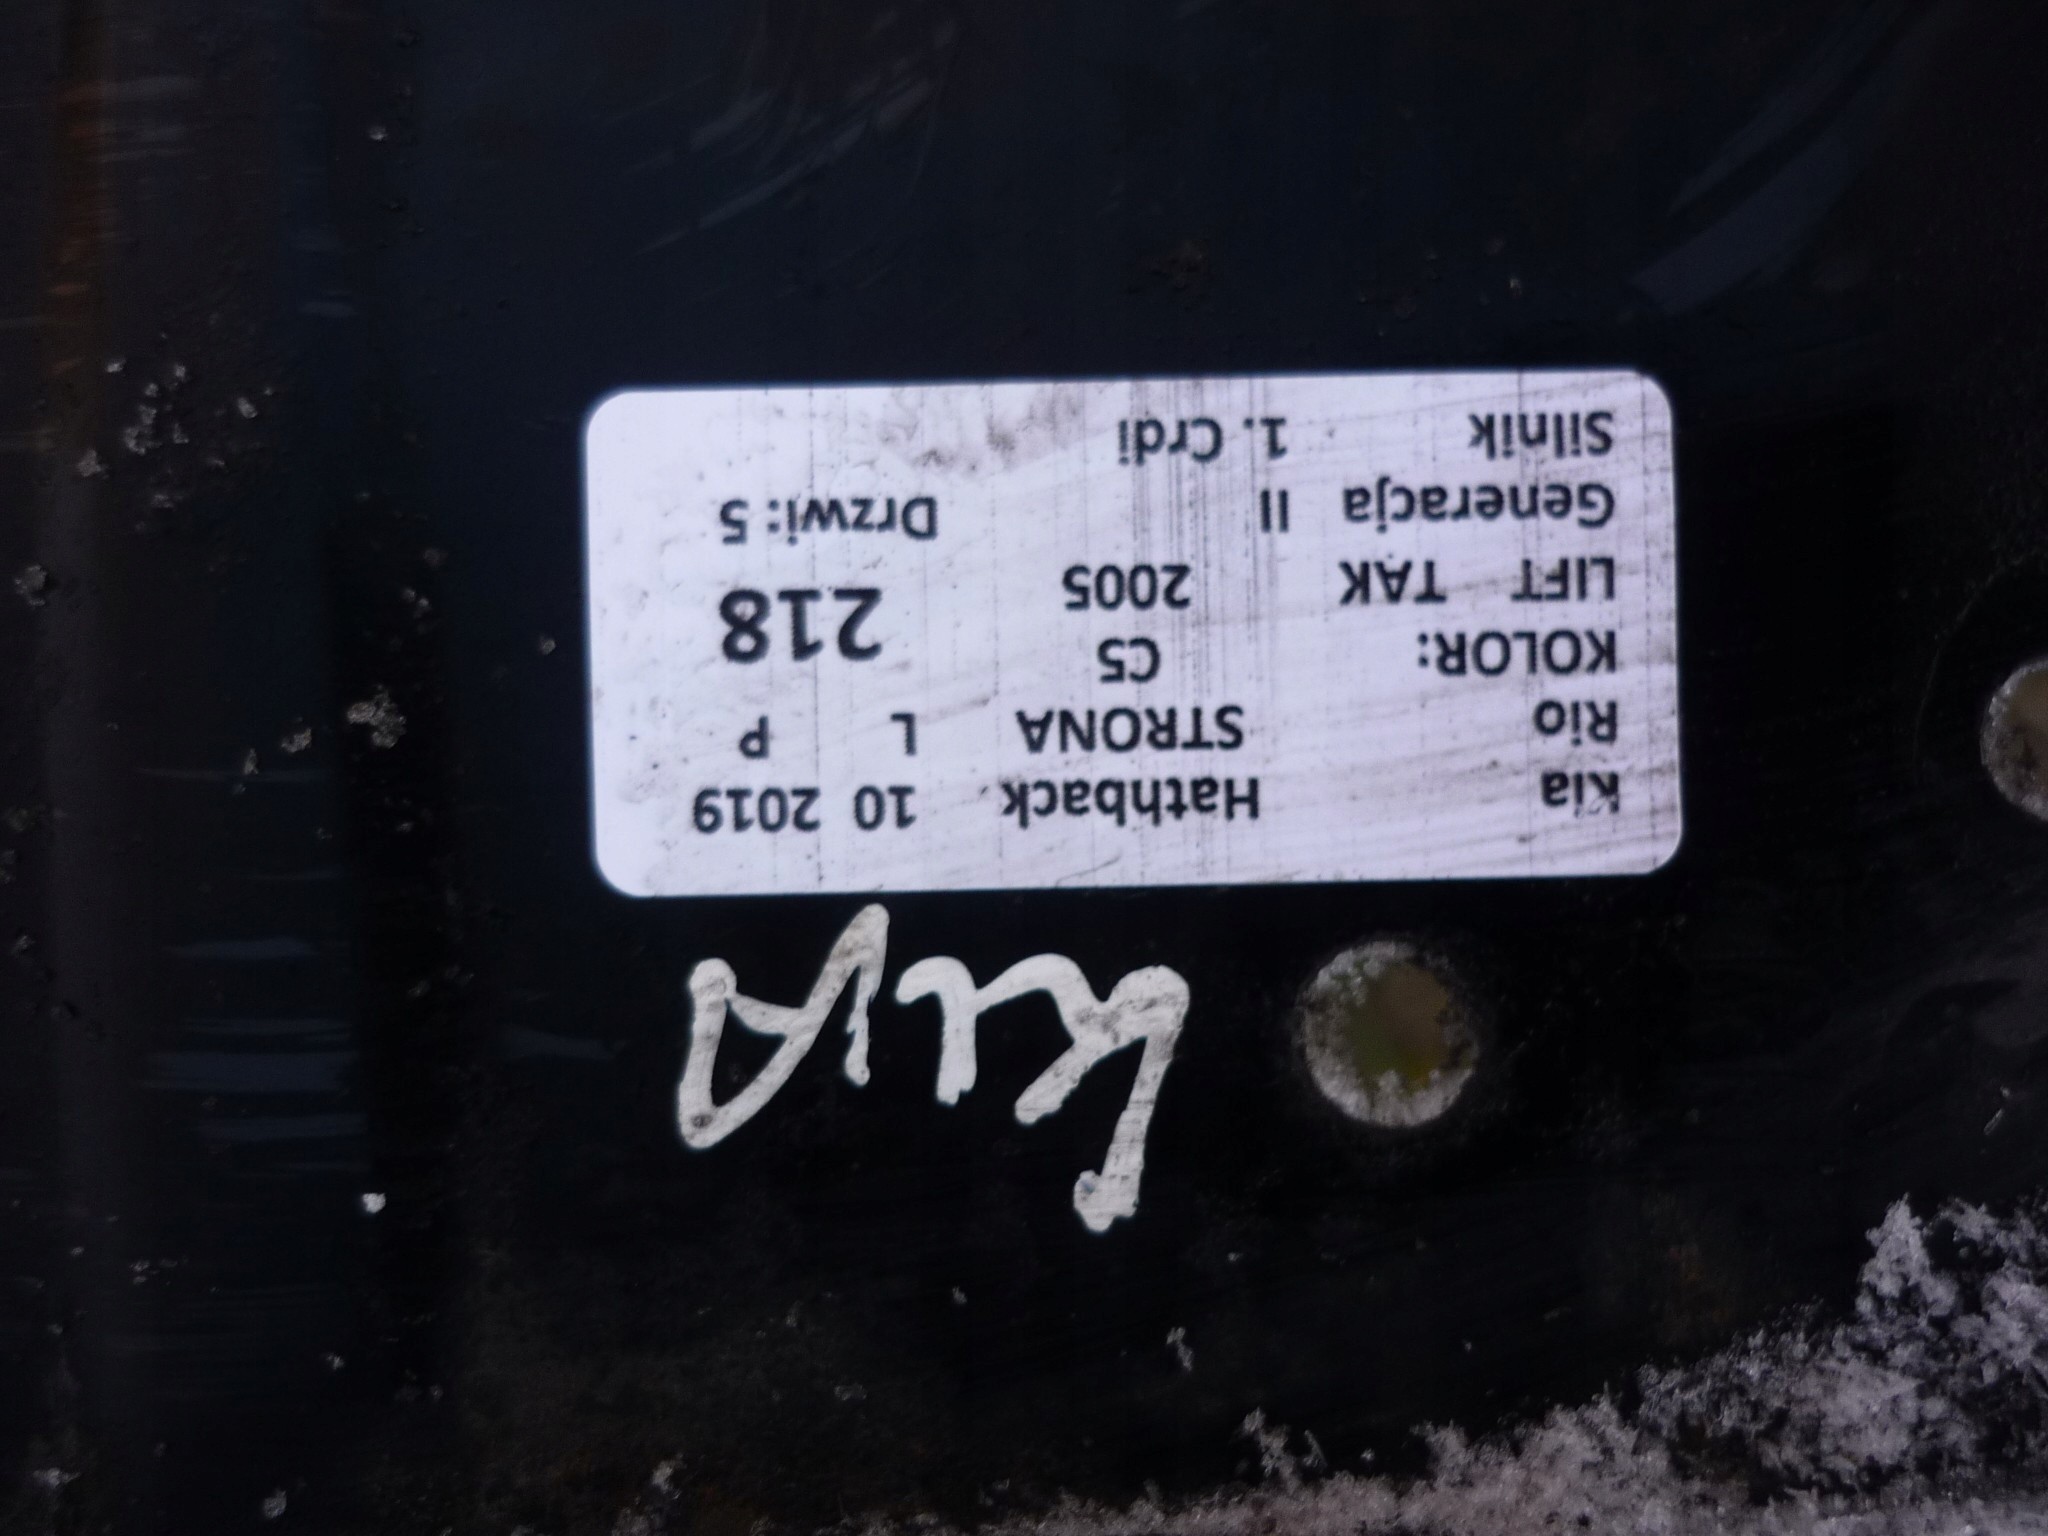 KiA
Kia Hathback 10 2019
Rio STRONA L P
KOLOR: C5 218
LIFT TAK 2005
Generacja II Drzwi: 5
Silnik 1. Crdi